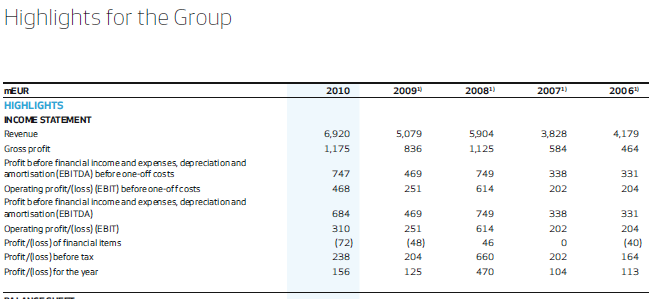 Highlights for the Group
mEUR 2010 2009¹⁾ 2008¹⁾ 2007¹⁾ 2006¹⁾
HIGHLIGHTS
INCOME STATEMENT
Revenue 6,920 5,079 5,904 3,828 4,179
Gross profit 1,175 836 1,125 584 464
Profit before financial income and expenses, depreciation and
amortisation (EBITDA) before one-off costs 747 469 749 338 331
Operating profit/(loss) (EBIT) before one-off costs 468 251 614 202 204
Profit before financial income and expenses, depreciation and
amortisation (EBITDA) 684 469 749 338 331
Operating profit/(loss) (EBIT) 310 251 614 202 204
Profit/(loss) of financial items (72) (48) 46 0 (40)
Profit/(loss) before tax 238 204 660 202 164
Profit/(loss) for the year 156 125 470 104 113
BALANCE SHEET